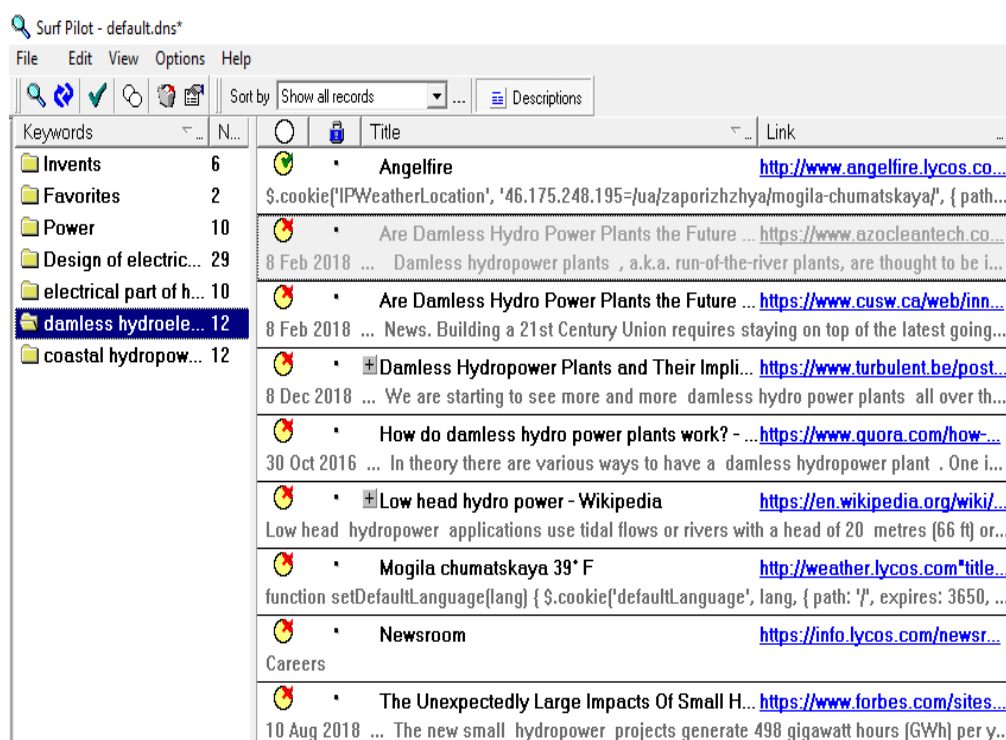 Surf Pilot - default.dns*
File Edit View Options Help
Sort by Show all records ... Descriptions
Keywords ... N... Title ... Link ...
Invents 6
Favorites 2
Power 10
Design of electric... 29
electrical part of h... 10
damless hydroele... 12
coastal hydropow... 12
Angelfire http://www.angelfire.lycos.co...
$.cookie('IPWeatherLocation', '46.175.248.195=/ua/zaporizhzhya/mogila-chumatskaya/', { path...
Are Damless Hydro Power Plants the Future ... https://www.azocleantech.co...
8 Feb 2018 ... Damless hydropower plants , a.k.a. run-of-the-river plants, are thought to be i...
Are Damless Hydro Power Plants the Future ... https://www.cusw.ca/web/inn...
8 Feb 2018 ... News. Building a 21st Century Union requires staying on top of the latest going...
Damless Hydropower Plants and Their Impli... https://www.turbulent.be/post...
8 Dec 2018 ... We are starting to see more and more damless hydro power plants all over th...
How do damless hydro power plants work? - ... https://www.quora.com/how-...
30 Oct 2016 ... In theory there are various ways to have a damless hydropower plant . One i...
Low head hydro power - Wikipedia https://en.wikipedia.org/wiki/...
Low head hydropower applications use tidal flows or rivers with a head of 20 metres (66 ft) or...
Mogila chumatskaya 39° F http://weather.lycos.com"title...
function setDefaultLanguage(lang) { $.cookie('defaultLanguage', lang, { path: '/', expires: 3650, ...
Newsroom https://info.lycos.com/newsr...
Careers
The Unexpectedly Large Impacts Of Small H... https://www.forbes.com/sites...
10 Aug 2018 ... The new small hydropower projects generate 498 gigawatt hours (GWh) per y...